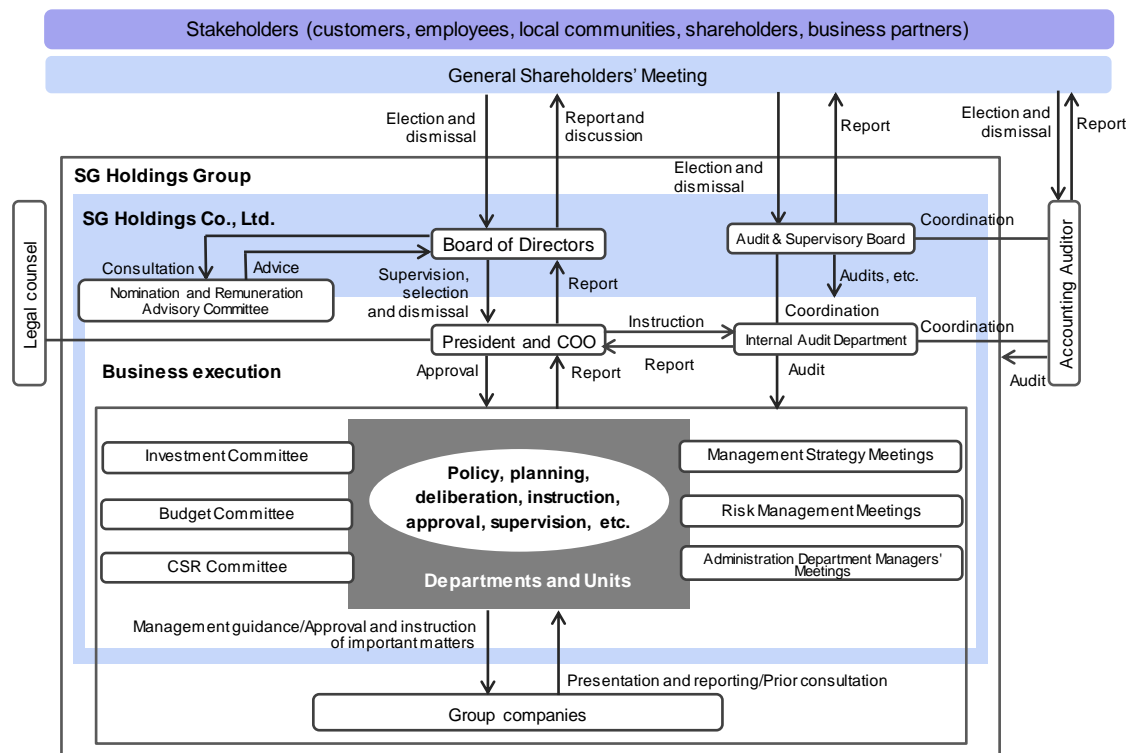 Stakeholders (customers, employees, local communities, shareholders, business partners)
General Shareholders' Meeting
Election and
dismissal
Report and
discussion
Election and
dismissal
Report
Election and
dismissal
Report
SG Holdings Group
SG Holdings Co., Ltd.
Legal counsel
Board of Directors
Audit & Supervisory Board
Coordination
Accounting Auditor
Consultation
Advice
Nomination and Remuneration
Advisory Committee
Supervision,
selection
and dismissal
Report
Audits, etc.
Coordination
President and COO
Instruction
Report
Internal Audit Department
Coordination
Audit
Business execution
Approval
Report
Audit
Investment Committee
Budget Committee
CSR Committee
Policy, planning,
deliberation, instruction,
approval, supervision, etc.
Departments and Units
Management Strategy Meetings
Risk Management Meetings
Administration Department Managers'
Meetings
Management guidance/Approval and instruction
of important matters
Presentation and reporting/Prior consultation
Group companies